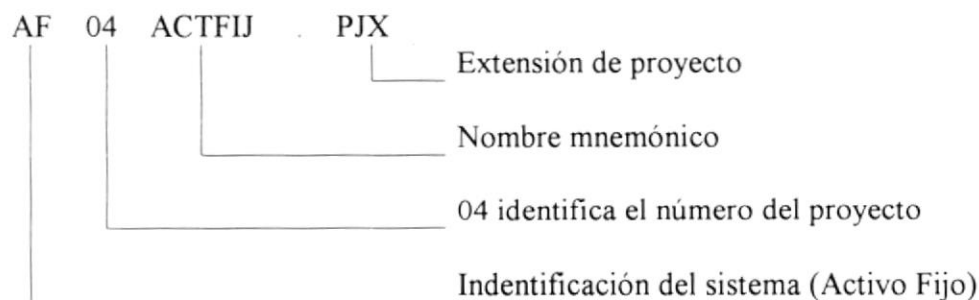 AF 04 ACTFIJ . PJX
Extensión de proyecto
Nombre mnemónico
04 identifica el número del proyecto
Indentificación del sistema (Activo Fijo)